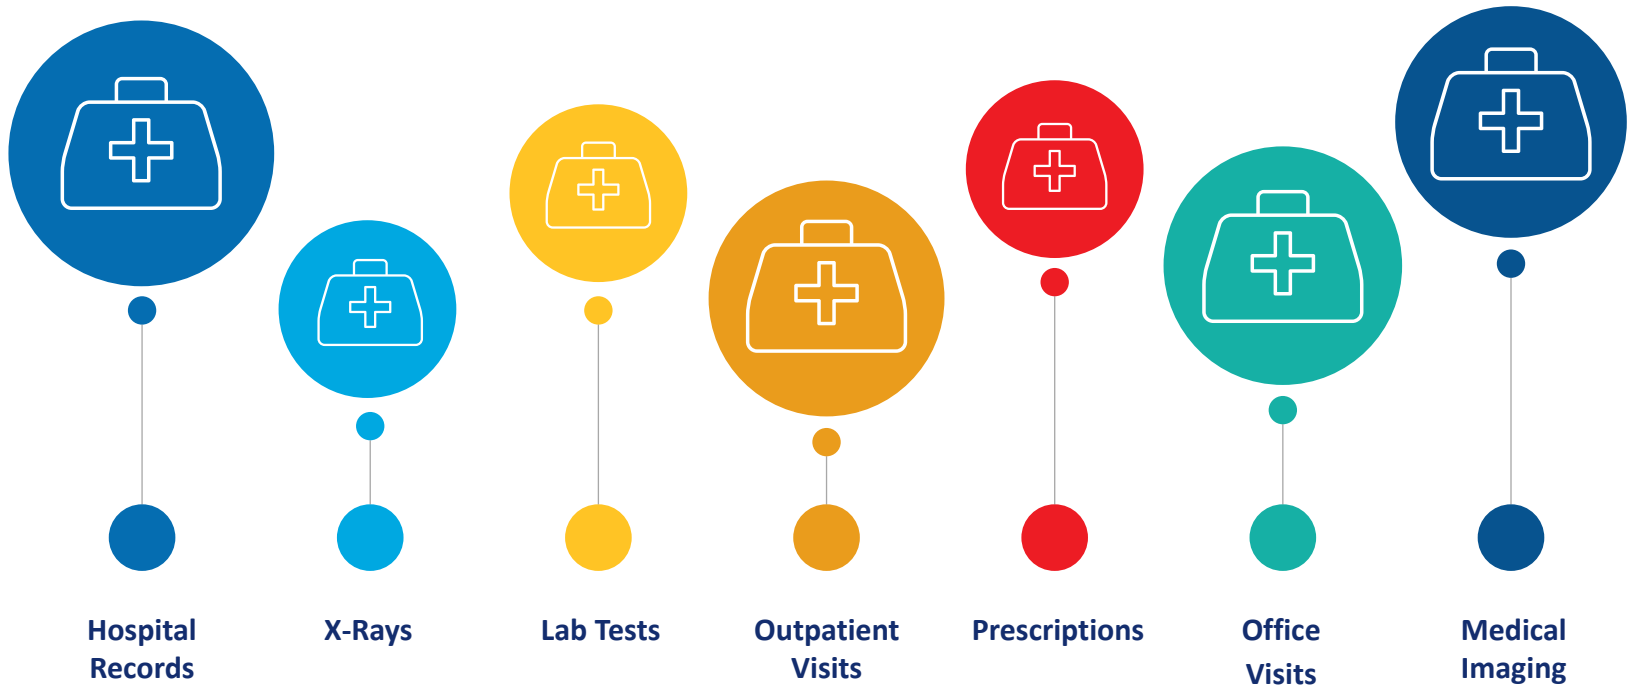 Hospital
Records
X-Rays
Lab Tests
Outpatient
Visits
Prescriptions
Office
Visits
Medical
Imaging